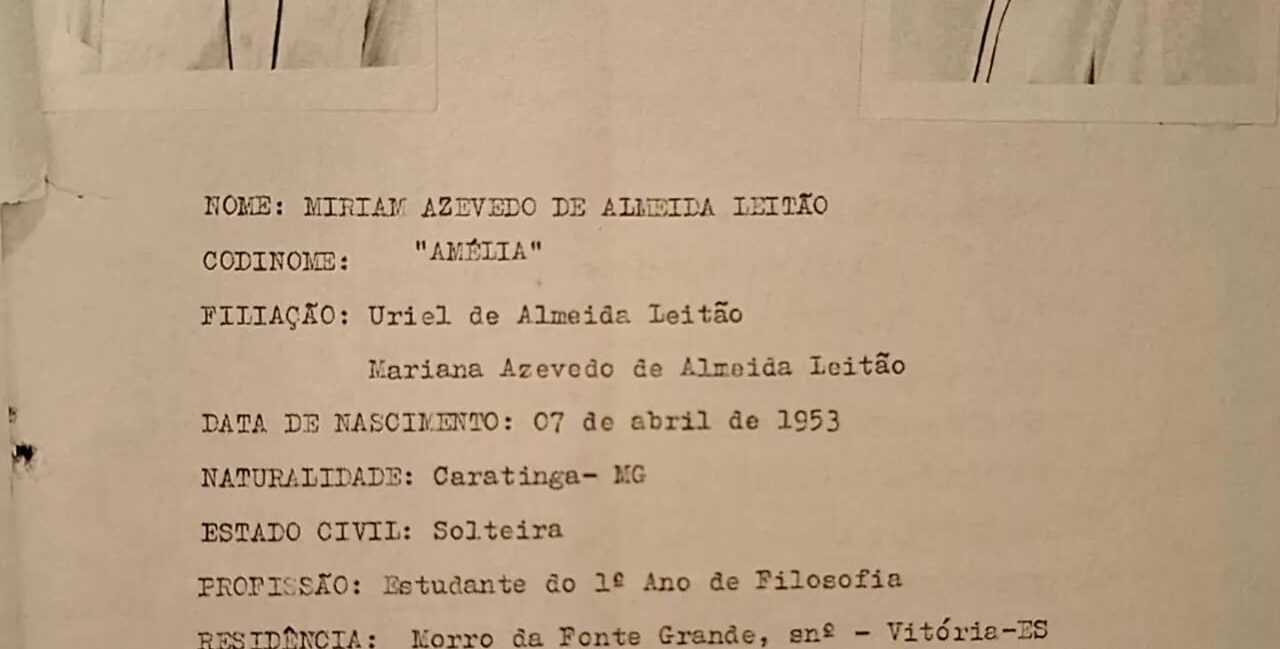 NOME: MIRIAM AZEVEDO DE ALMEIDA LEITÃO
CODINOME: "AMÉLIA"
FILIAÇÃO: Uriel de Almeida Leitão
Mariana Azevedo de Almeida Leitão
DATA DE NASCIMENTO: 07 de abril de 1953
NATURALIDADE: Caratinga- MG
ESTADO CIVIL: Solteira
PROFISSÃO: Estudante do 1º Ano de Filosofia
RESIDÊNCIA: Morro da Fonte Grande, snº - Vitória-ES